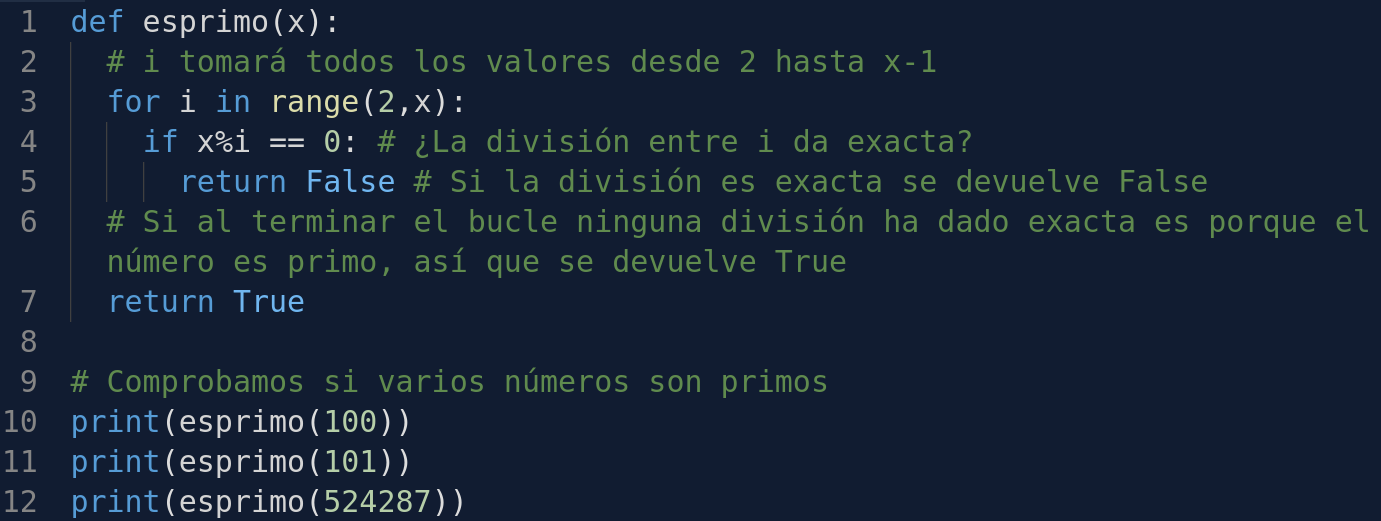 1 def esprimo(x):
2   # i tomará todos los valores desde 2 hasta x-1
3   for i in range(2,x):
4     if x%i == 0: # ¿La división entre i da exacta?
5       return False # Si la división es exacta se devuelve False
6   # Si al terminar el bucle ninguna división ha dado exacta es porque el
número es primo, así que se devuelve True
7   return True
8
9 # Comprobamos si varios números son primos
10 print(esprimo(100))
11 print(esprimo(101))
12 print(esprimo(524287))